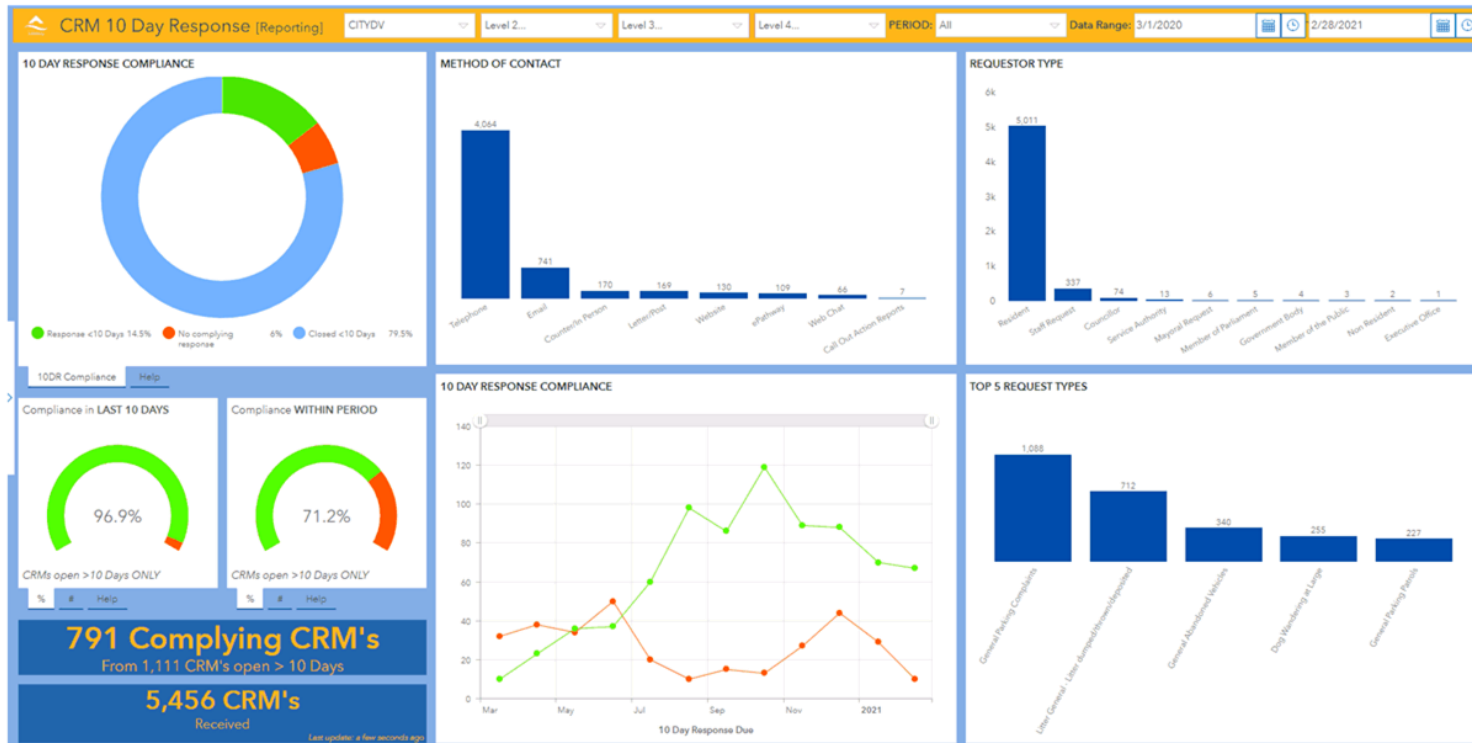 CRM 10 Day Response [Reporting]
CITYDV
Level 2...
Level 3...
Level 4...
PERIOD: All
Data Range: 3/1/2020
2/28/2021
10 DAY RESPONSE COMPLIANCE
Response <10 Days 14.5%
No complying
response
6%
Closed <10 Days 79.5%
10DR Compliance
Help
METHOD OF CONTACT
4,064
741
170
169
130
109
66
7
Telephone
Email
Counter/In Person
Letter/Post
Website
ePathway
Web Chat
Call Out Action Reports
REQUESTOR TYPE
6k
5k
4k
3k
2k
1k
0
5,011
337
74
13
6
5
4
3
2
1
Resident
Staff Request
Councillor
Service Authority
Mayoral Request
Member of Parliament
Government Body
Member of the Public
Non Resident
Executive Office
Compliance in LAST 10 DAYS
96.9%
CRMs open >10 Days ONLY
%
#
Help
Compliance WITHIN PERIOD
71.2%
CRMs open >10 Days ONLY
%
#
Help
791 Complying CRM's
From 1,111 CRM's open > 10 Days
5,456 CRM's
Received
Last update: a few seconds ago
10 DAY RESPONSE COMPLIANCE
140
120
100
80
60
40
20
0
Mar
May
Jul
Sep
Nov
2021
10 Day Response Due
TOP 5 REQUEST TYPES
1,088
712
340
255
227
General Parking Complaints
Litter General - Litter dumped/thrown/deposited
General Abandoned Vehicles
Dog Wandering at Large
General Parking Patrols